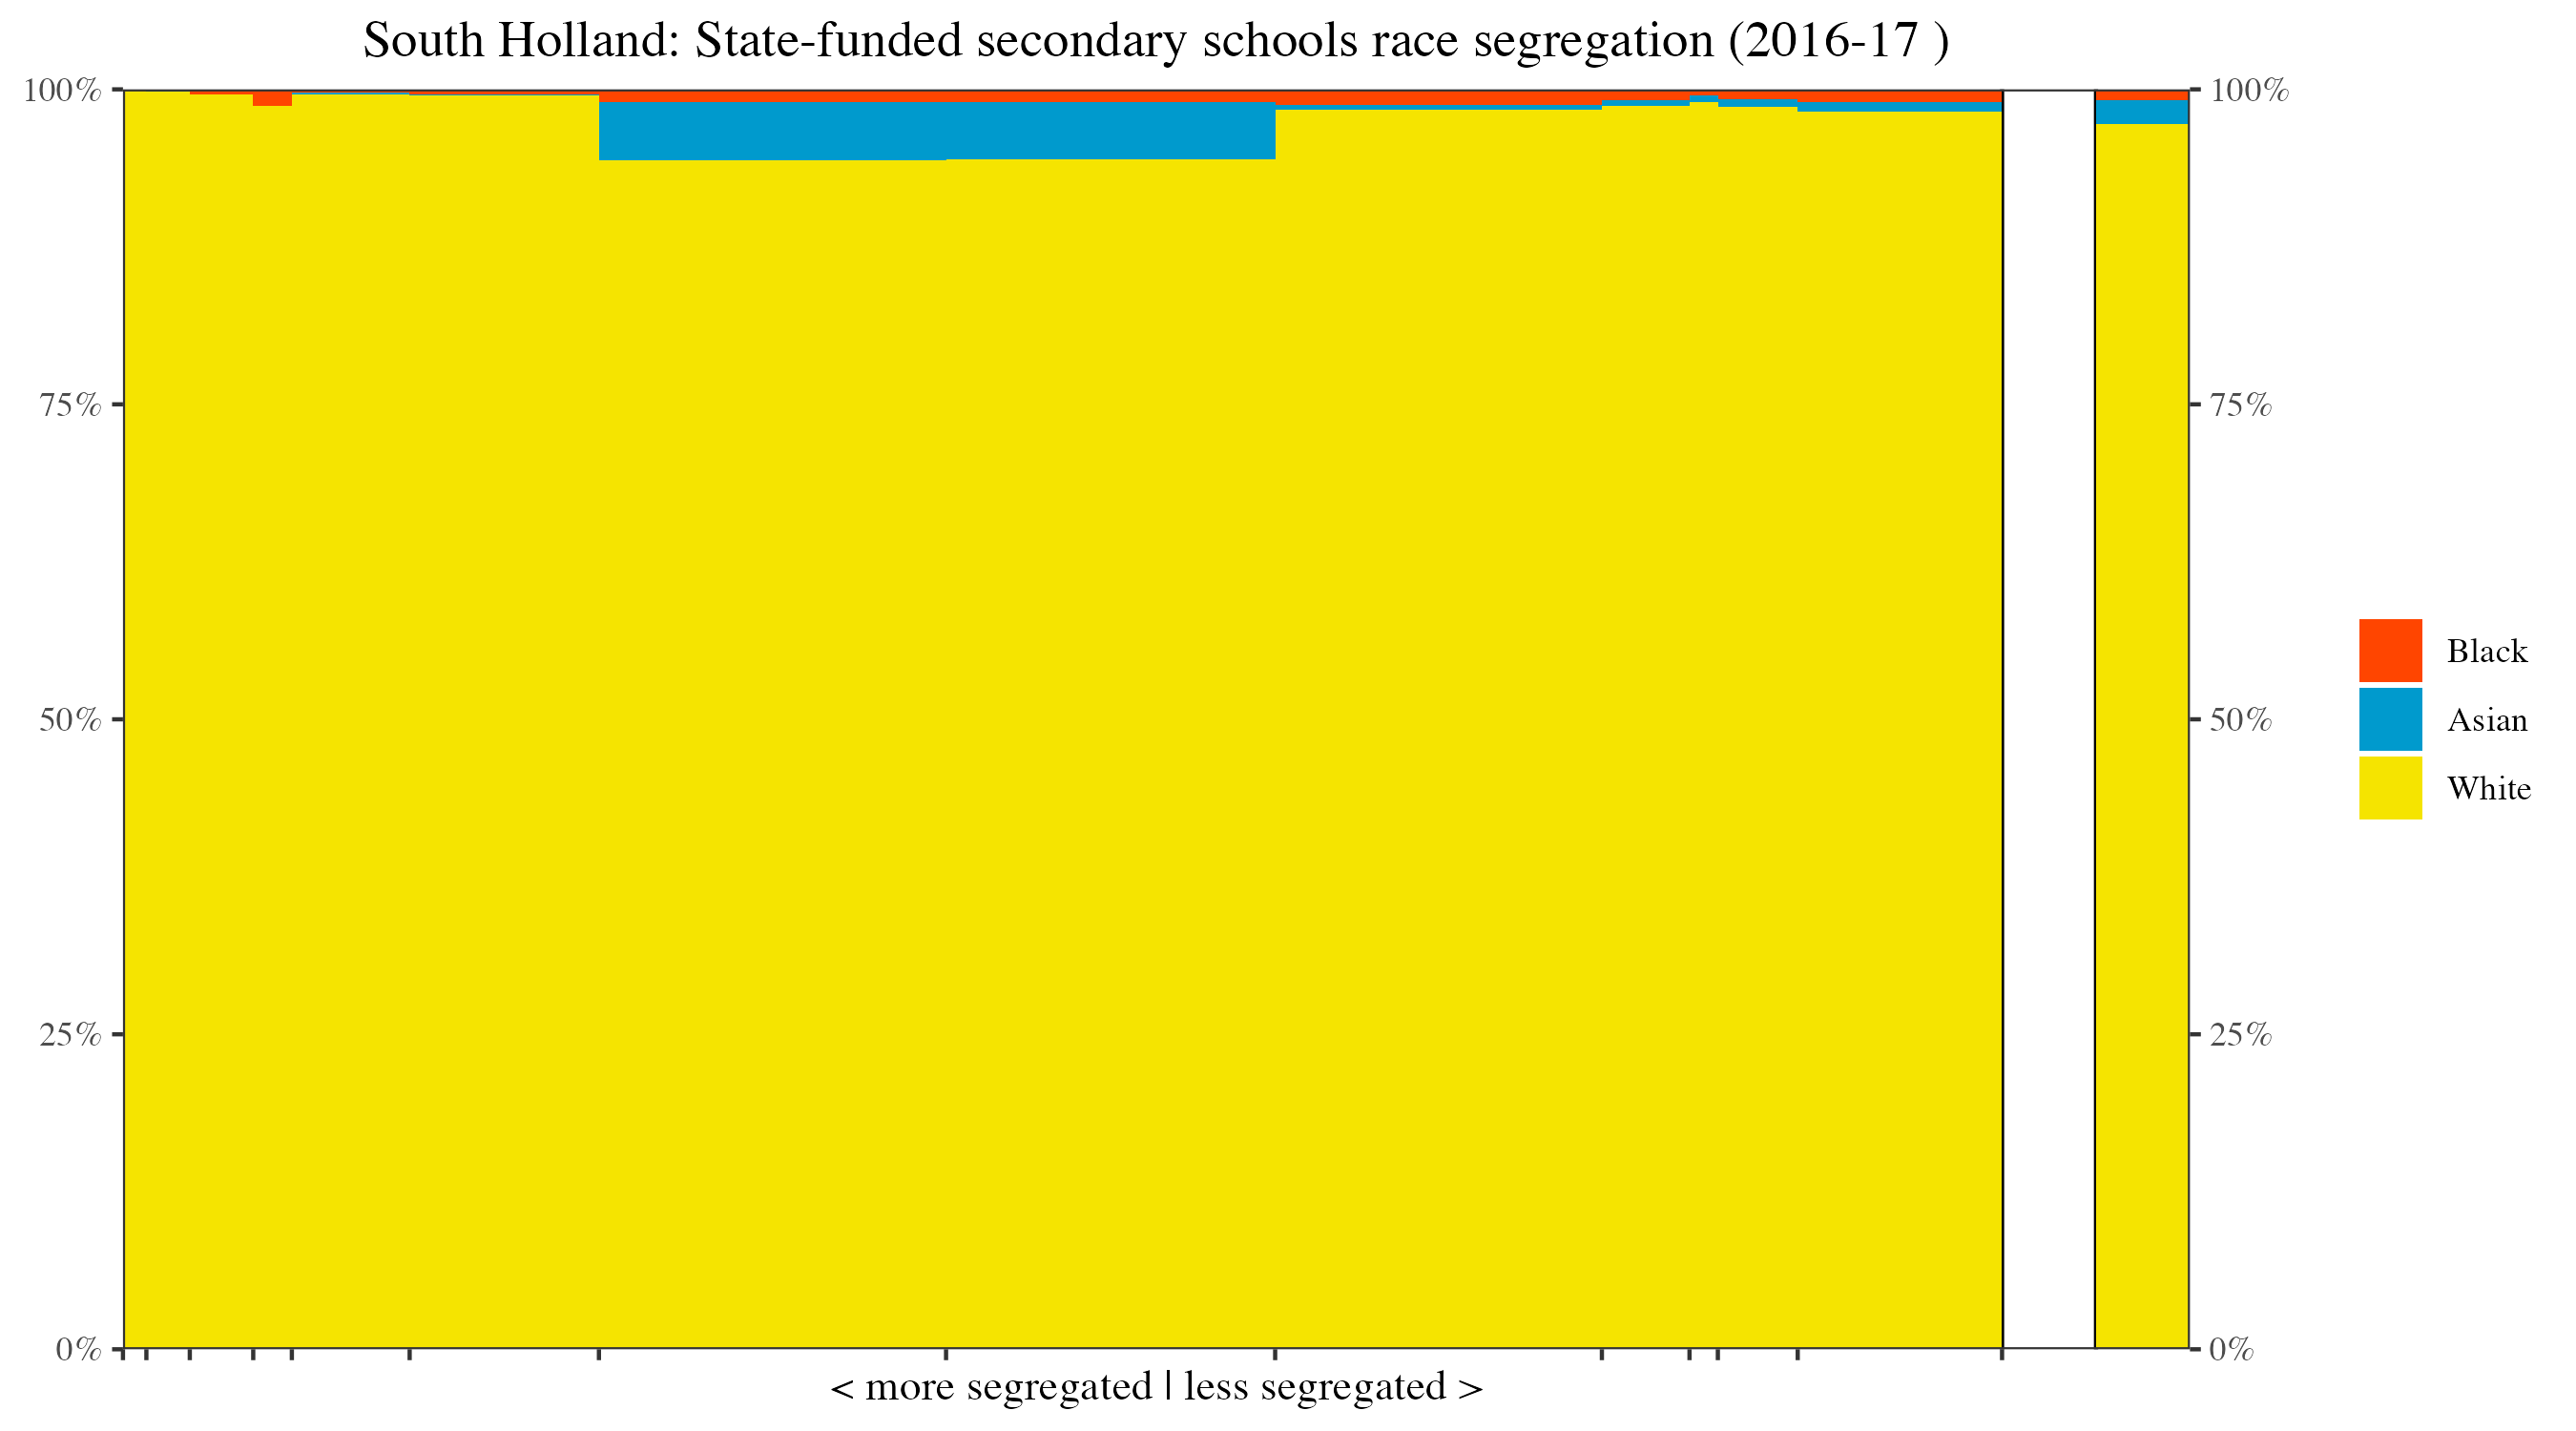 South Holland: State-funded secondary schools race segregation (2016-17 )
100%
100%
75%
75%
50%
50%
25%
25%
0%
0%
Black
Asian
White
< more segregated | less segregated >